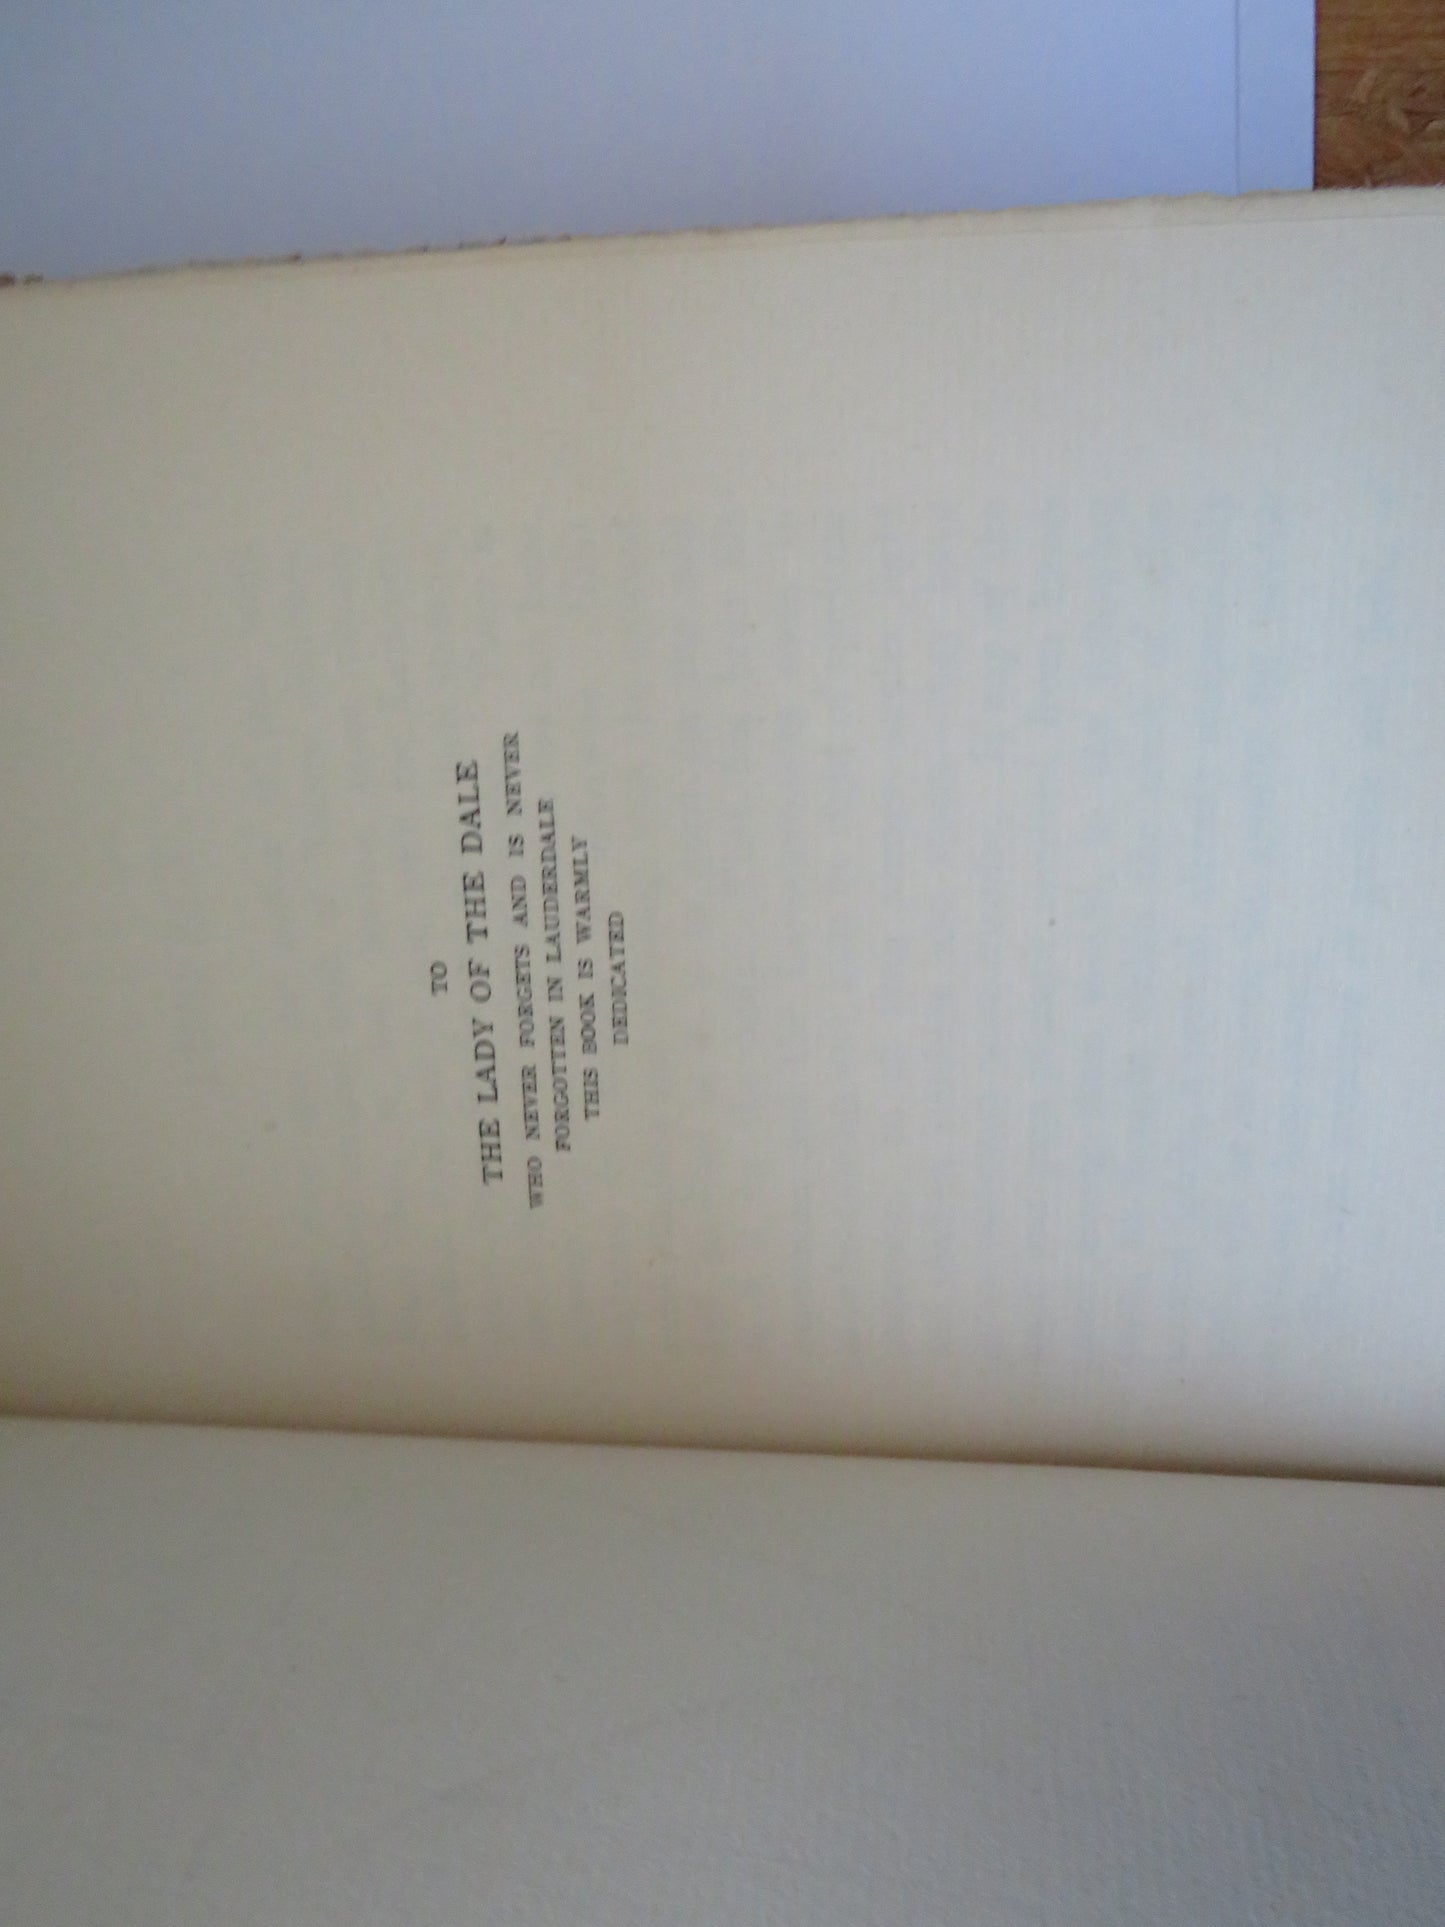 TO
THE LADY OF THE DALE
WHO NEVER FORGETS AND IS NEVER
FORGOTTEN IN LAUDERDALE
THIS BOOK IS WARMLY
DEDICATED